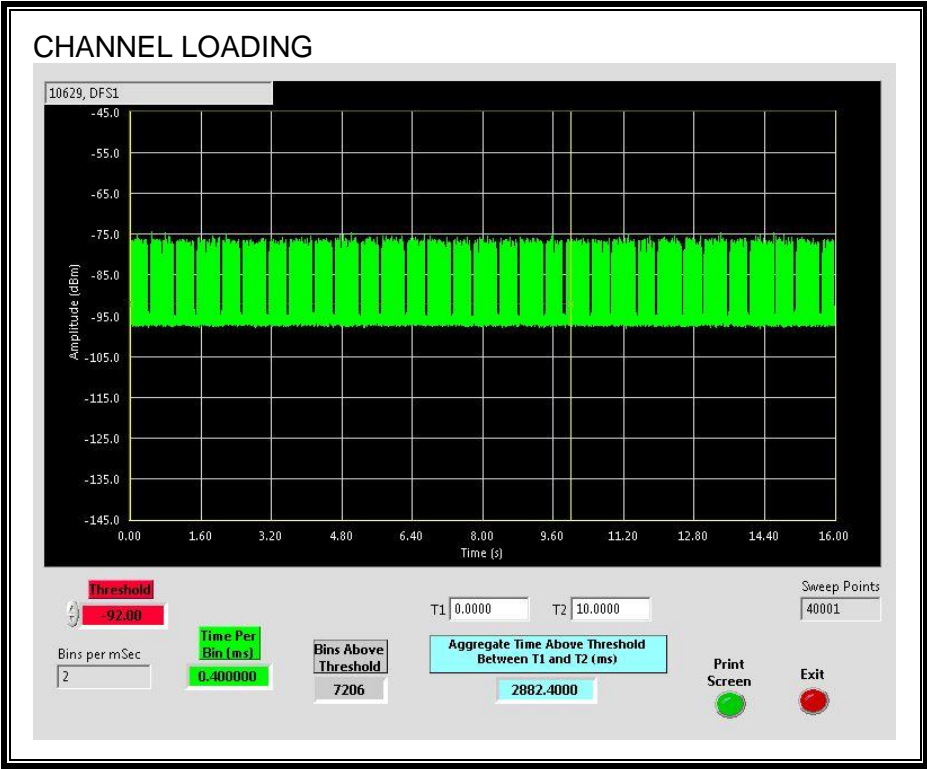 CHANNEL LOADING
10629, DFS1
-45.0
-55.0
-65.0
-75.0
-85.0
-95.0
-105.0
-115.0
-125.0
-135.0
-145.0
Amplitude (dBm)
0.00 1.60 3.20 4.80 6.40 8.00 9.60 11.20 12.80 14.40 16.00
Time (s)
Threshold
-92.00
Bins per mSec
2
Time Per
Bin (ms)
0.400000
Bins Above
Threshold
7206
T1 0.0000 T2 10.0000
Aggregate Time Above Threshold
Between T1 and T2 (ms)
2882.4000
Sweep Points
40001
Print
Screen
Exit